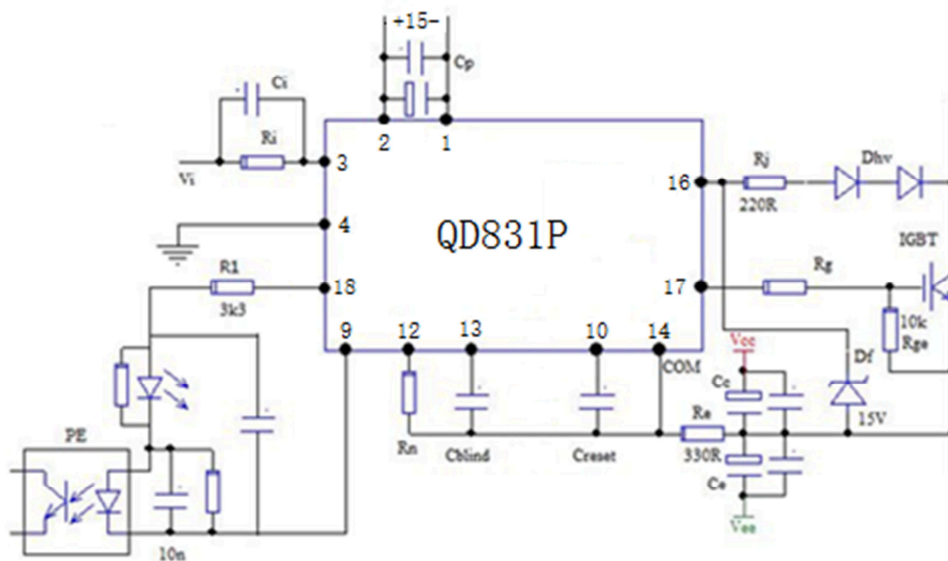 +15-
Cp
Ci
Ri
Vi
2
1
3
4
18
9
12
13
10
14
16
17
QD831P
COM
Rj
220R
Dhv
IGBT
Rg
10k
Rge
R1
3k3
Vcc
Cc
Df
15V
Re
330R
Ce
Vee
Rn
Cblind
Creset
PE
10n